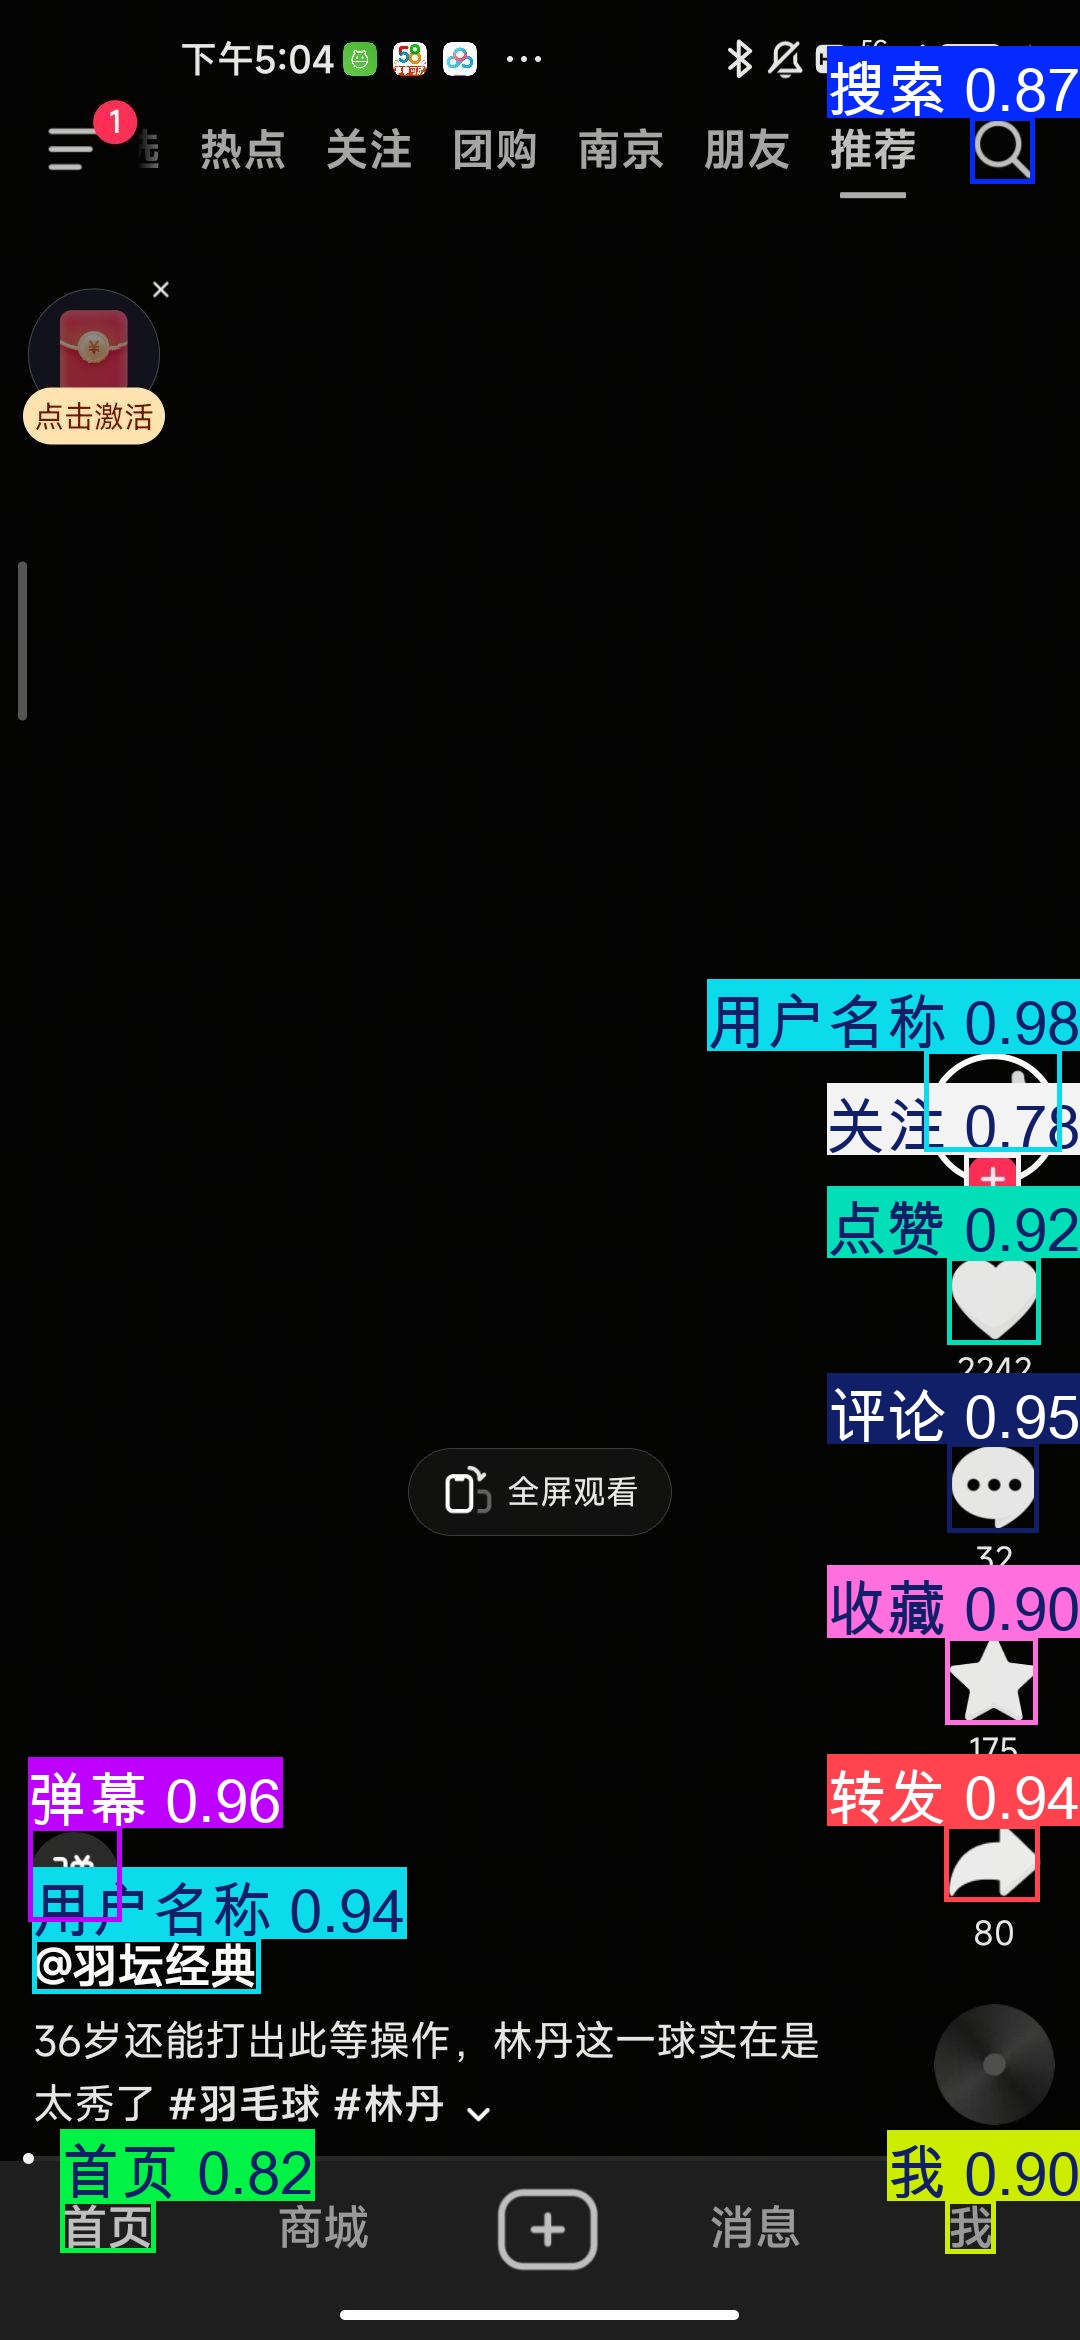 下午5:04
搜索 0.87
1
热点 关注 团购 南京 朋友 推荐
点击激活
用户名称 0.98
关注 0.78
点赞 0.92
2242
评论 0.95
全屏观看
32
收藏 0.90
175
弹幕 0.96
转发 0.94
用户名称 0.94
80
@羽坛经典
36岁还能打出此等操作，林丹这一球实在是
太秀了 #羽毛球 #林丹
首页 0.82
我 0.90
首页 商城 消息 我